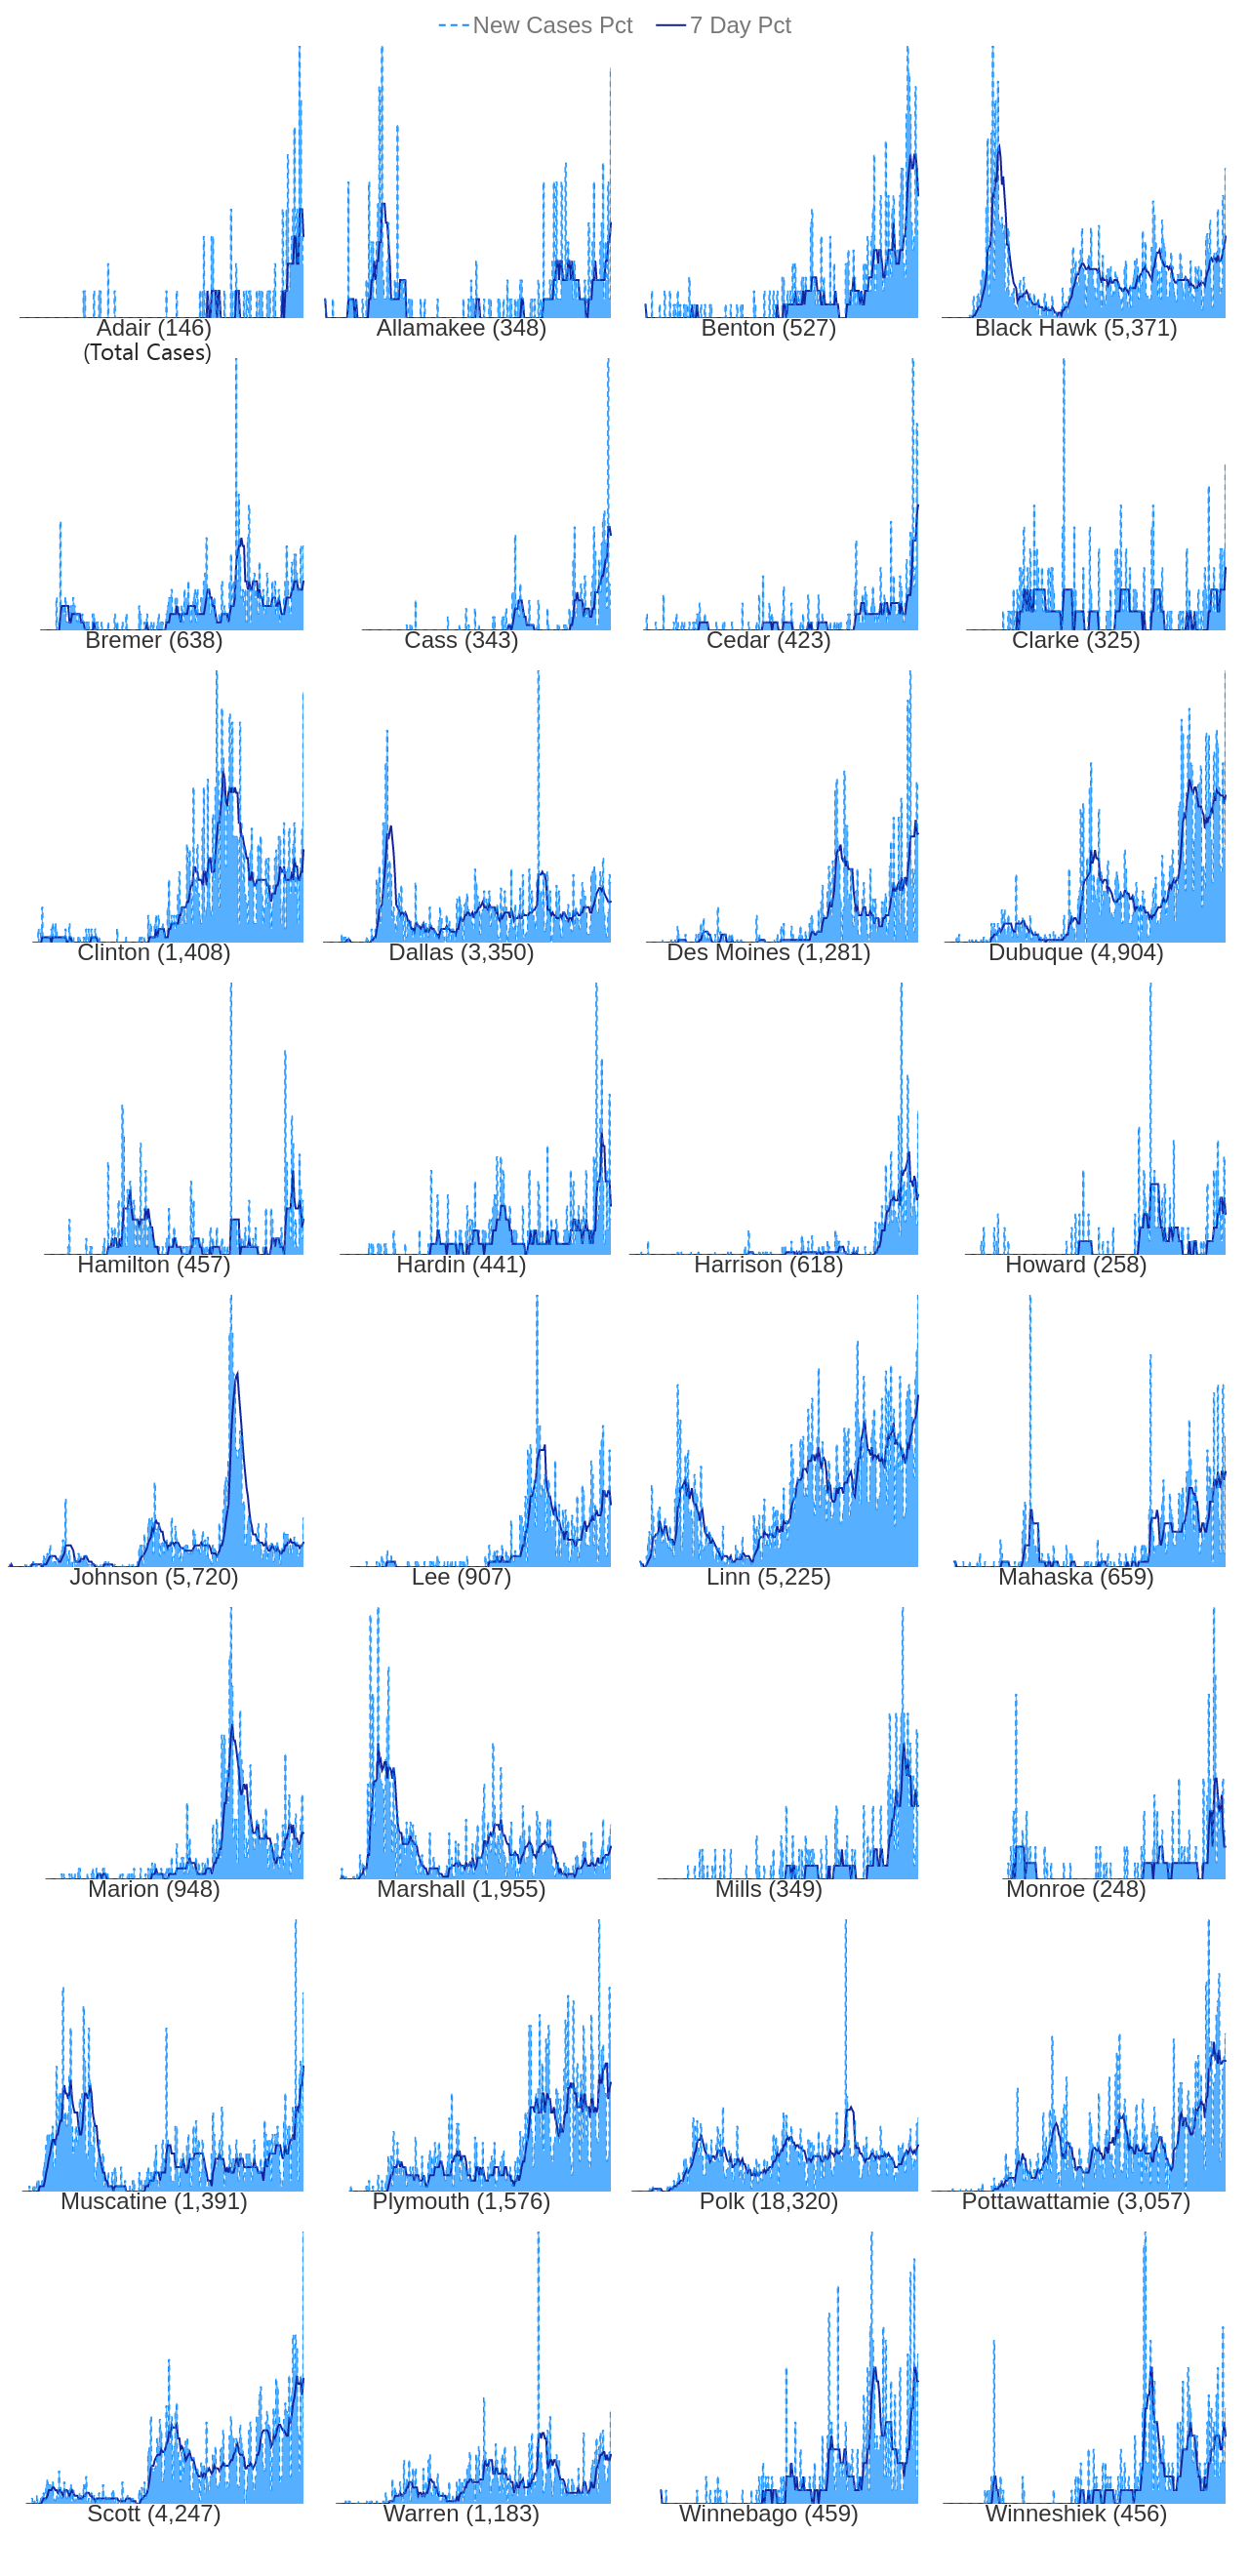 New Cases Pct 7 Day Pct
Adair (146) Allamakee (348) Benton (527) Black Hawk (5,371)
(Total Cases)
Bremer (638) Cass (343) Cedar (423) Clarke (325)
Clinton (1,408) Dallas (3,350) Des Moines (1,281) Dubuque (4,904)
Hamilton (457) Hardin (441) Harrison (618) Howard (258)
Johnson (5,720) Lee (907) Linn (5,225) Mahaska (659)
Marion (948) Marshall (1,955) Mills (349) Monroe (248)
Muscatine (1,391) Plymouth (1,576) Polk (18,320) Pottawattamie (3,057)
Scott (4,247) Warren (1,183) Winnebago (459) Winneshiek (456)